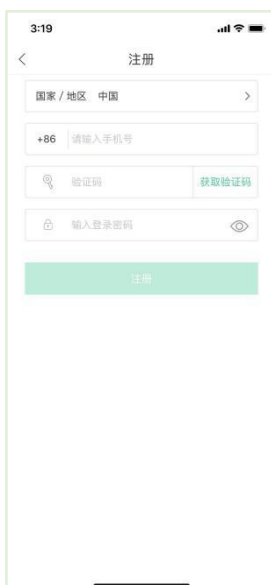 3:19
注册
国家 / 地区 中国
+86 请输入手机号
验证码 获取验证码
输入登录密码
注册